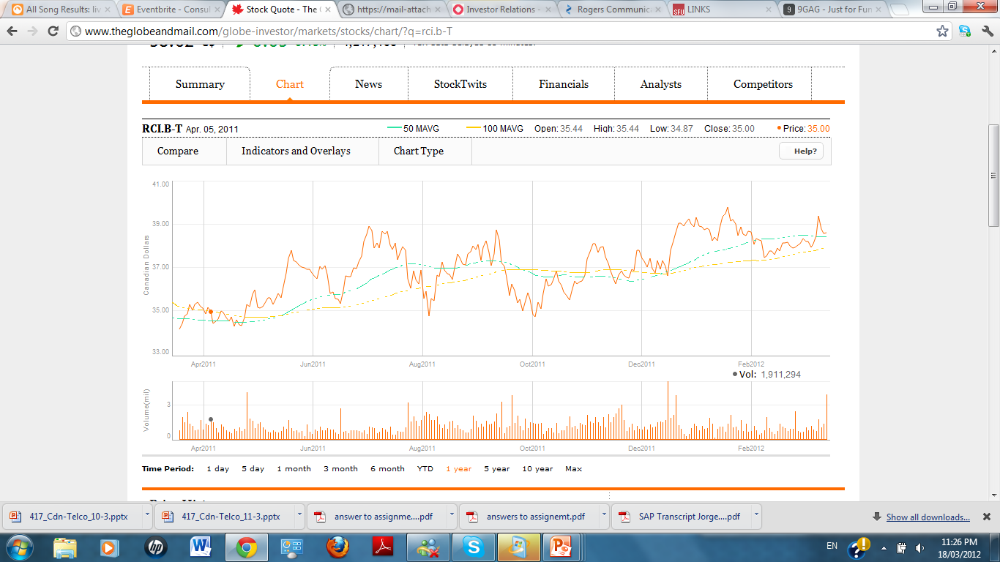 All Song Results: liv
Eventbrite - Consul
Stock Quote - The G
https://mail-attach
Investor Relations -
Rogers Communica
SFU LINKS
9 9GAG - Just for Fun
www.theglobeandmail.com/globe-investor/markets/stocks/chart/?q=rci.b-T
Summary Chart News StockTwits Financials Analysts Competitors
RCI.B-T Apr. 05, 2011 50 MAVG 100 MAVG Open: 35.44 High: 35.44 Low: 34.87 Close: 35.00 Price: 35.00
Compare Indicators and Overlays Chart Type Help?
41.00
39.00
37.00
35.00
33.00
Canadian Dollars
Apr2011 Jun2011 Aug2011 Oct2011 Dec2011 Feb2012
Vol: 1,911,294
3
0
Volume(mil)
Apr2011 Jun2011 Aug2011 Oct2011 Dec2011 Feb2012
Time Period: 1 day 5 day 1 month 3 month 6 month YTD 1 year 5 year 10 year Max
417_Cdn-Telco_10-3.pptx
417_Cdn-Telco_11-3.pptx
answer to assignme....pdf
answers to assignemt.pdf
SAP Transcript Jorge....pdf
Show all downloads...
EN
11:26 PM
18/03/2012